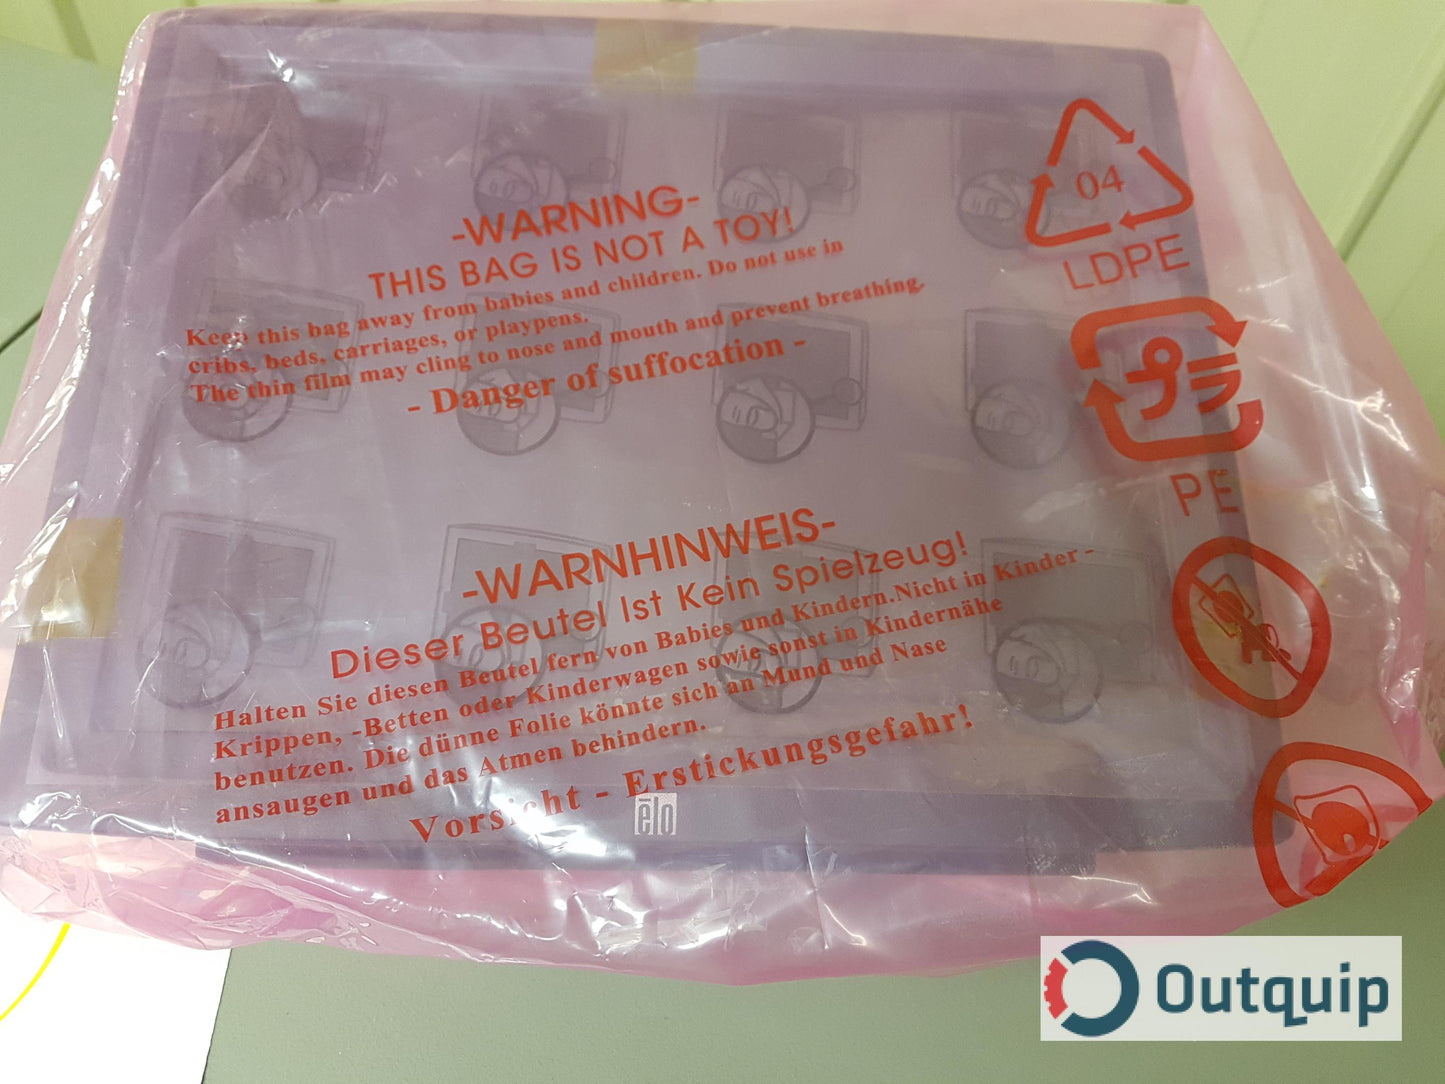 -WARNING-
THIS BAG IS NOT A TOY!
Keep this bag away from babies and chiidren. Do not use in
cribs, beds, carriages, or playpens.
The thin film may cling to nose and mouth and prevent breathing.
- Danger of suffocation -
04
LDPE
プラ
PE
-WARNHINWEIS-
Dieser Beutel Ist Kein Spielzeug!
Halten Sie diesen Beutel fern von Babies und Kindern.Nicht in Kinder -
Krippen, -Betten oder Kinderwagen sowie sonst in Kindernähe
benutzen. Die dünne Folie könnte sich an Mund und Nase
ansaugen und das Atmen behindern.
Vorsicht - Erstickungsgefahr!
elo
Outquip